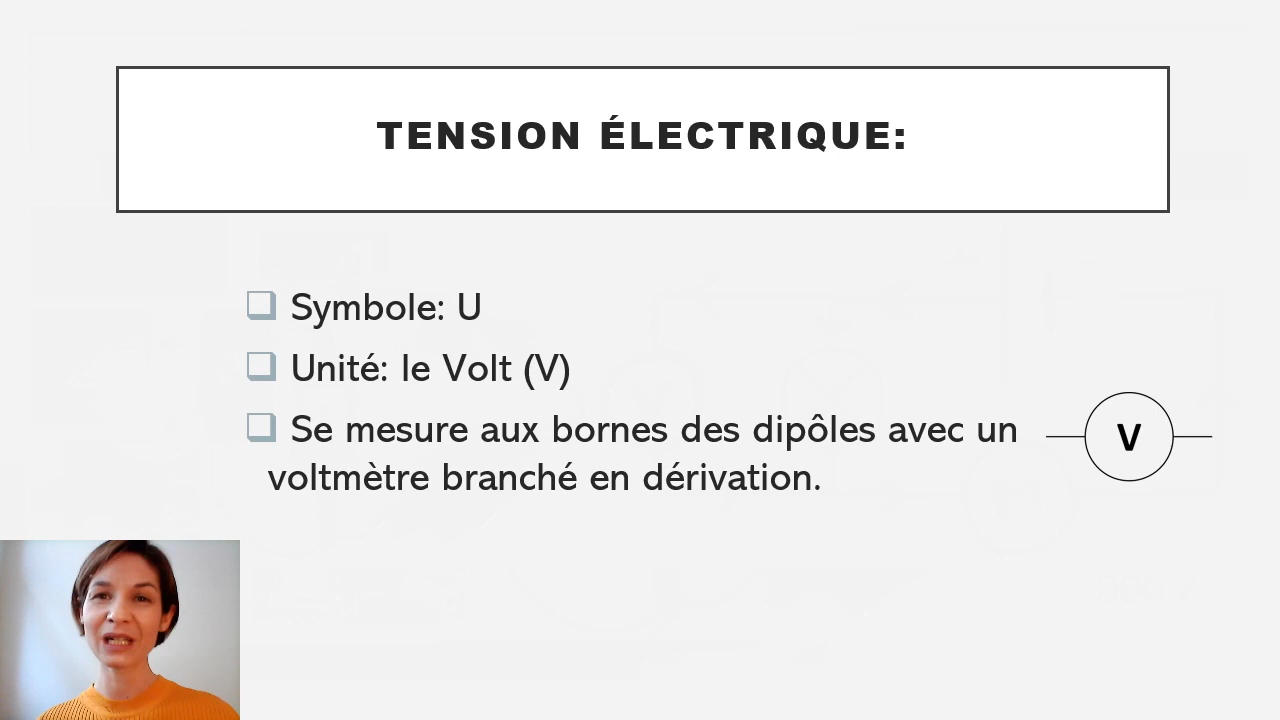 TENSION ÉLECTRIQUE:
Symbole: U
Unité: le Volt (V)
Se mesure aux bornes des dipôles avec un
voltmètre branché en dérivation.
V